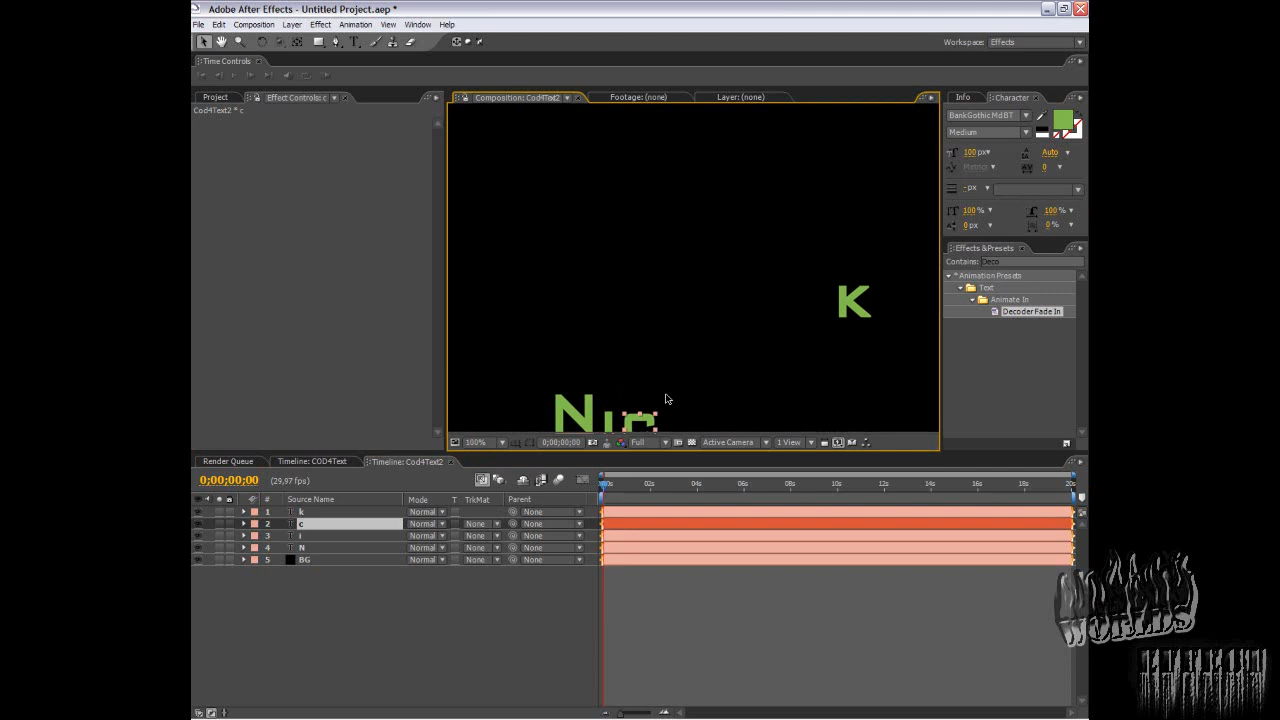 Adobe After Effects - Untitled Project.aep *
File Edit Composition Layer Effect Animation View Window Help
Workspace: Effects
Time Controls
Project Effect Controls: c
Composition: Cod4Text2 Footage: (none) Layer: (none)
Info Character
Cod4Text2 * c
BankGothic Md BT
Medium
100 px Auto
Metrics 0
- px
100 % 100 %
0 px 0 %
Effects & Presets
Contains: Deco
* Animation Presets
Text
Animate In
Decoder Fade In
K
N i c
100% 0;00;00;00 Full Active Camera 1 View
Render Queue Timeline: COD4Text Timeline: Cod4Text2
0;00;00;00 (29,97 fps)
00s 02s 04s 06s 08s 10s 12s 14s 16s 18s 20s
# Source Name Mode T TrkMat Parent
1 T k Normal None
2 T c Normal None None
3 T i Normal None None
4 T N Normal None None
5 BG Normal None None
WORLDS